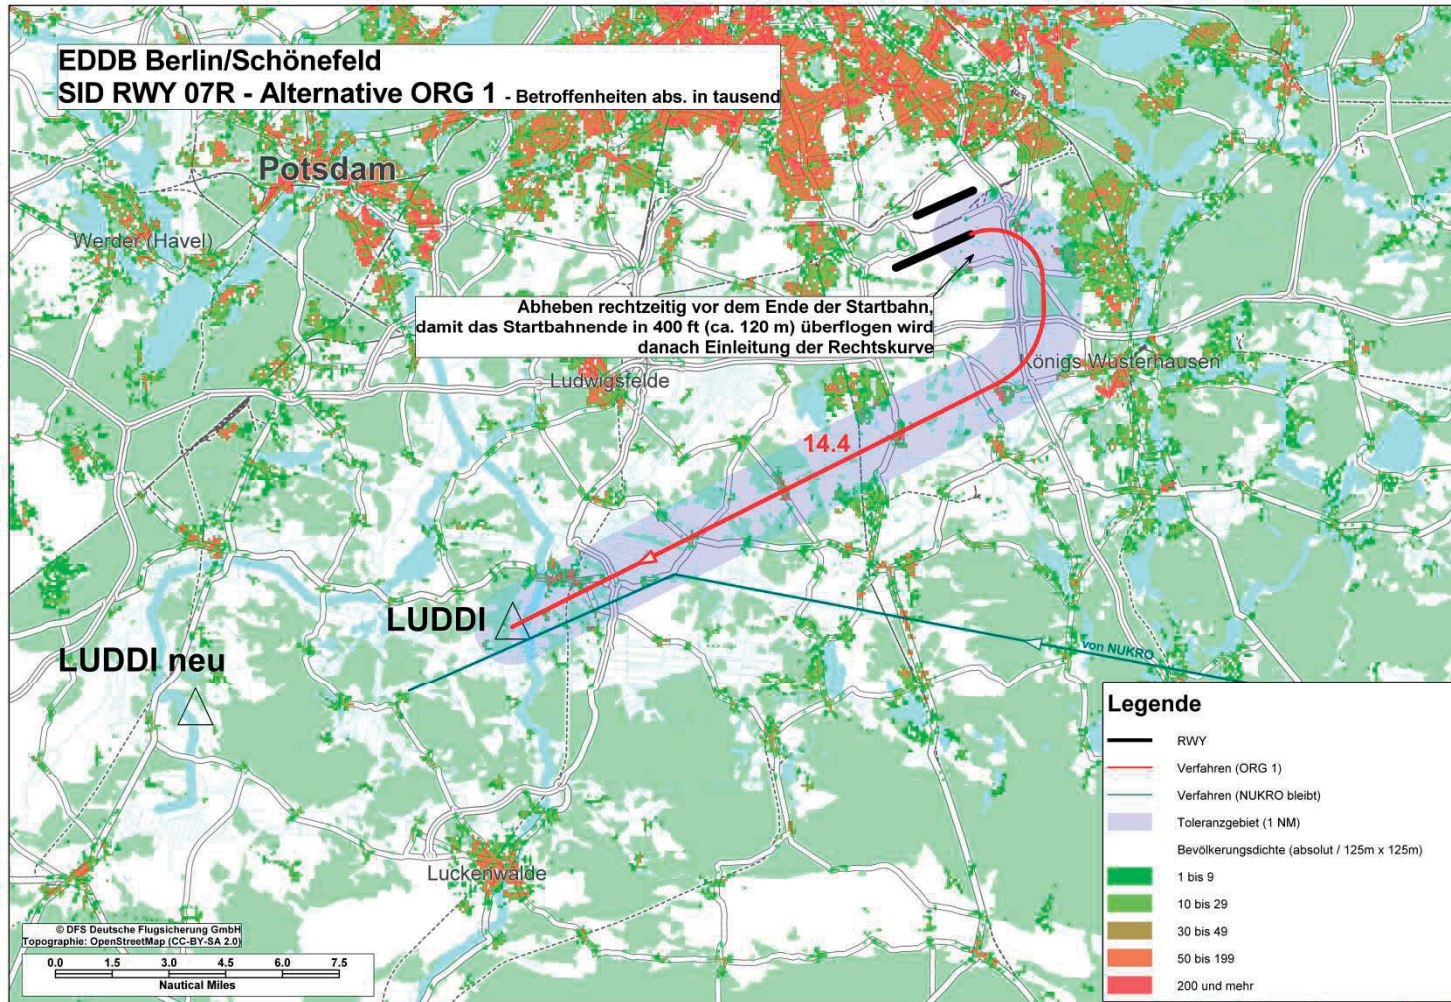 EDDB Berlin/Schönefeld
SID RWY 07R - Alternative ORG 1 - Betroffenheiten abs. in tausend
Potsdam
Werder (Havel)
Abheben rechtzeitig vor dem Ende der Startbahn,
damit das Startbahnende in 400 ft (ca. 120 m) überflogen wird
danach Einleitung der Rechtskurve
Königs Wusterhausen
Ludwigsfelde
14.4
LUDDI
von NUKRO
LUDDI neu
Luckenwalde
Legende
RWY
Verfahren (ORG 1)
Verfahren (NUKRO bleibt)
Toleranzgebiet (1 NM)
Bevölkerungsdichte (absolut / 125m x 125m)
1 bis 9
10 bis 29
30 bis 49
50 bis 199
200 und mehr
© DFS Deutsche Flugsicherung GmbH
Topographie: OpenStreetMap (CC-BY-SA 2.0)
0.0 1.5 3.0 4.5 6.0 7.5
Nautical Miles